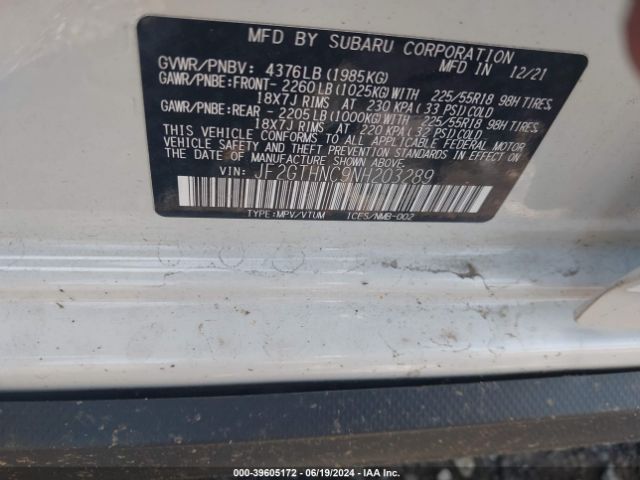 MFD BY SUBARU CORPORATION
GVWR/PNBV: 4376LB (1985KG) MFD IN 12/21
GAWR/PNBE:FRONT- 2260LB (1025KG) WITH 225/55R18 98H TIRES,
18X7J RIMS AT 230 KPA (33 PSI) COLD
GAWR/PNBE:REAR - 2205LB (1000KG) WITH 225/55R18 98H TIRES,
18X7J RIMS AT 220 KPA (32 PSI) COLD
THIS VEHICLE CONFORMS TO ALL APPLICABLE FEDERAL MOTOR
VEHICLE SAFETY AND THEFT PREVENTION STANDARDS IN EFFECT
ON THE DATE OF MANUFACTURE SHOWN ABOVE.
VIN: JF2GTHNC9NH203289
TYPE:MPV/VTUM ICES/NMB-002
000-39605172 - 06/19/2024 - IAA Inc.